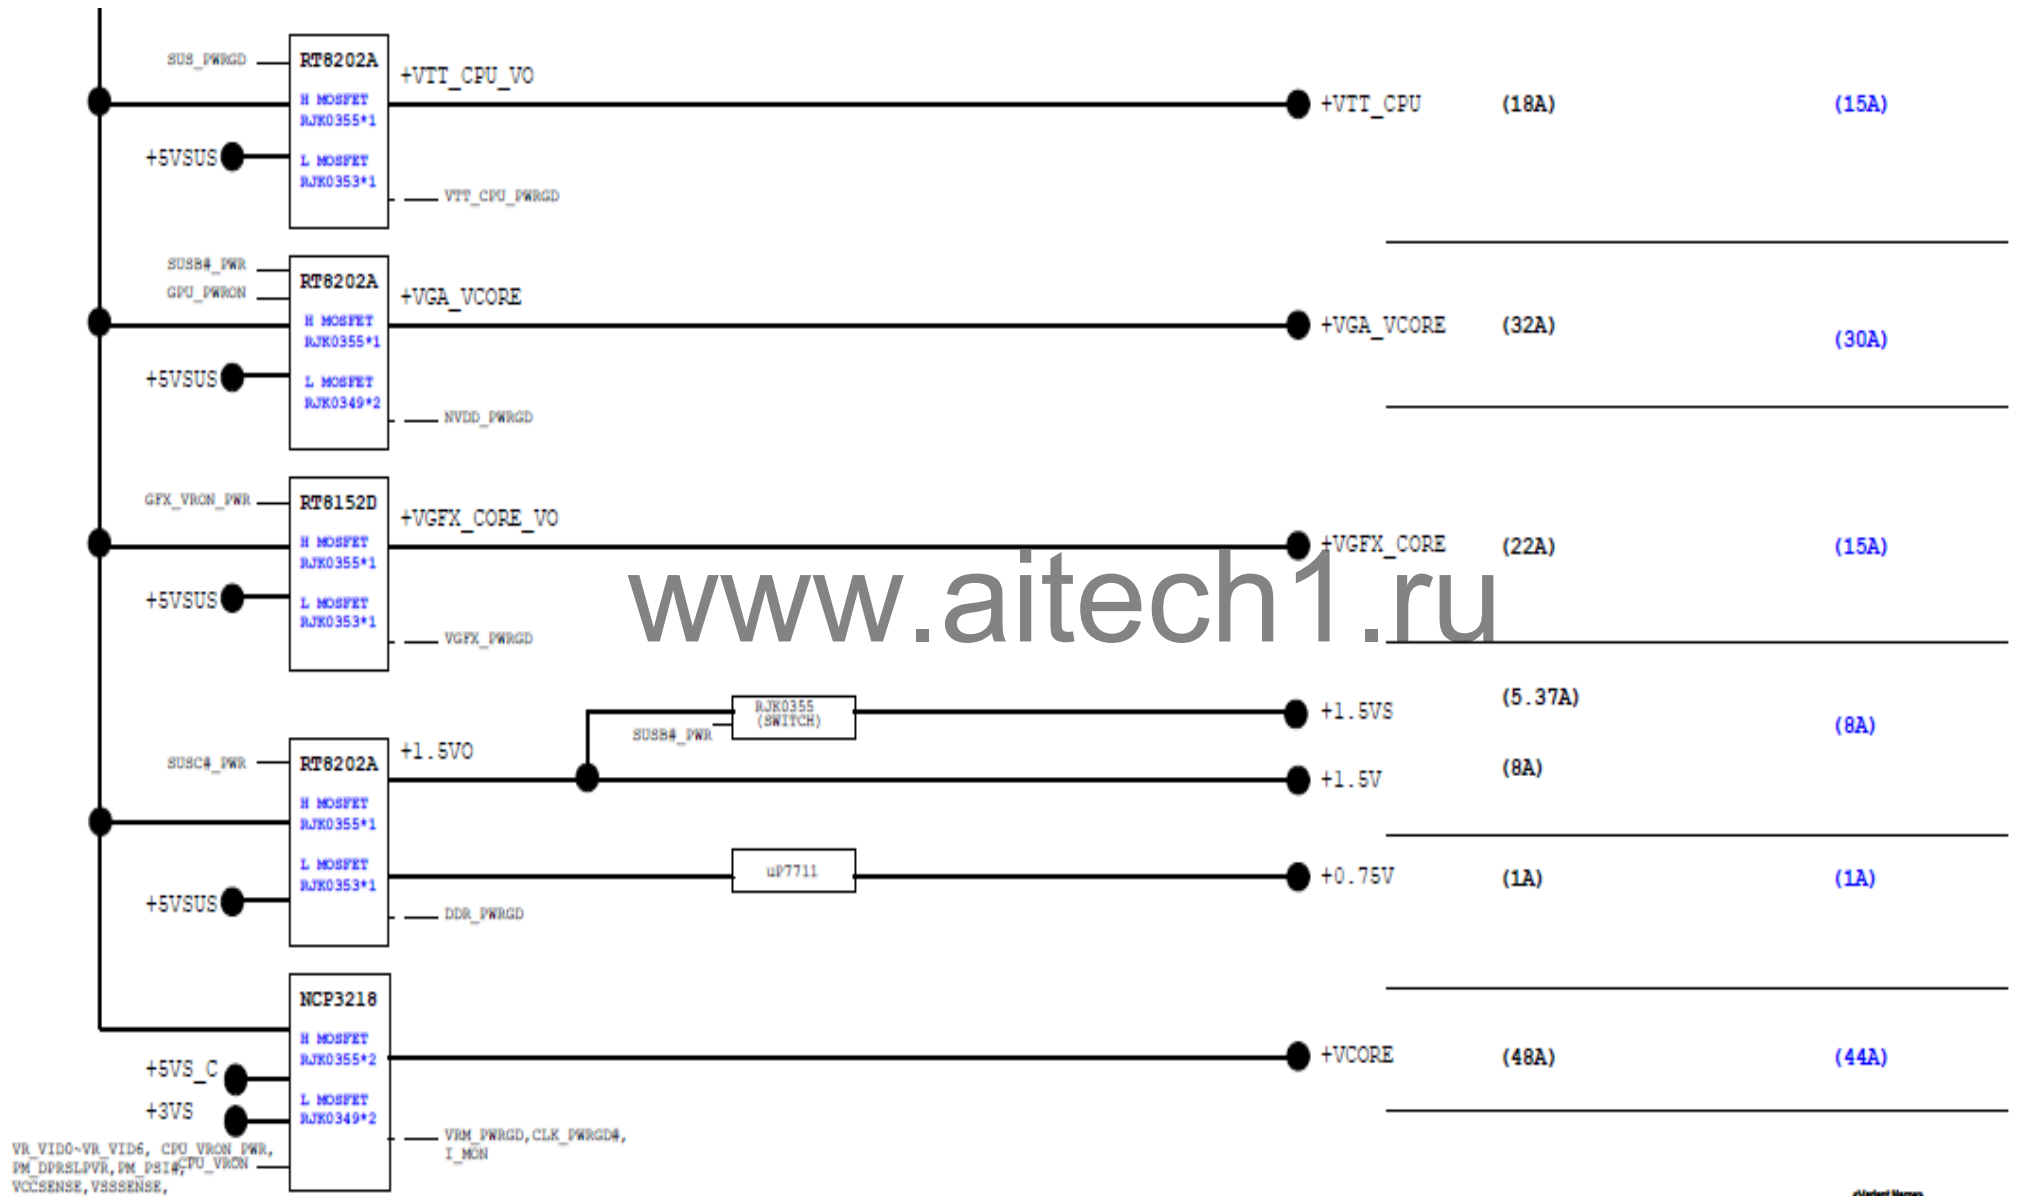 SUS_PWRGD
RT8202A
+VTT_CPU_VO
H MOSFET
RJK0355*1
+VTT_CPU (18A) (15A)
+5VSUS
L MOSFET
RJK0353*1
VTT_CPU_PWRGD
SUSB#_PWR
GPU_PWRON
RT8202A
+VGA_VCORE
H MOSFET
RJK0355*1
+VGA_VCORE (32A) (30A)
+5VSUS
L MOSFET
RJK0349*2
NVDD_PWRGD
GFX_VRON_PWR
RT8152D
+VGFX_CORE_VO
H MOSFET
RJK0355*1
+VGFX_CORE (22A) (15A)
www.aitech1.ru
+5VSUS
L MOSFET
RJK0353*1
VGFX_PWRGD
RJK0355
(SWITCH)
SUSB#_PWR
+1.5VS (5.37A)
(8A)
SUSC#_PWR
RT8202A
+1.5VO
+1.5V (8A)
H MOSFET
RJK0355*1
L MOSFET
RJK0353*1
uP7711
+0.75V (1A) (1A)
+5VSUS
DDR_PWRGD
NCP3218
H MOSFET
RJK0355*2
+VCORE (48A) (44A)
+5VS_C
+3VS
L MOSFET
RJK0349*2
VRM_PWRGD,CLK_PWRGD#,
I_MON
VR_VID0~VR_VID6, CPU_VRON_PWR,
PM_DPRSLPVR,PM_PSI#,
CPU_VRON
VCCSENSE,VSSSENSE,